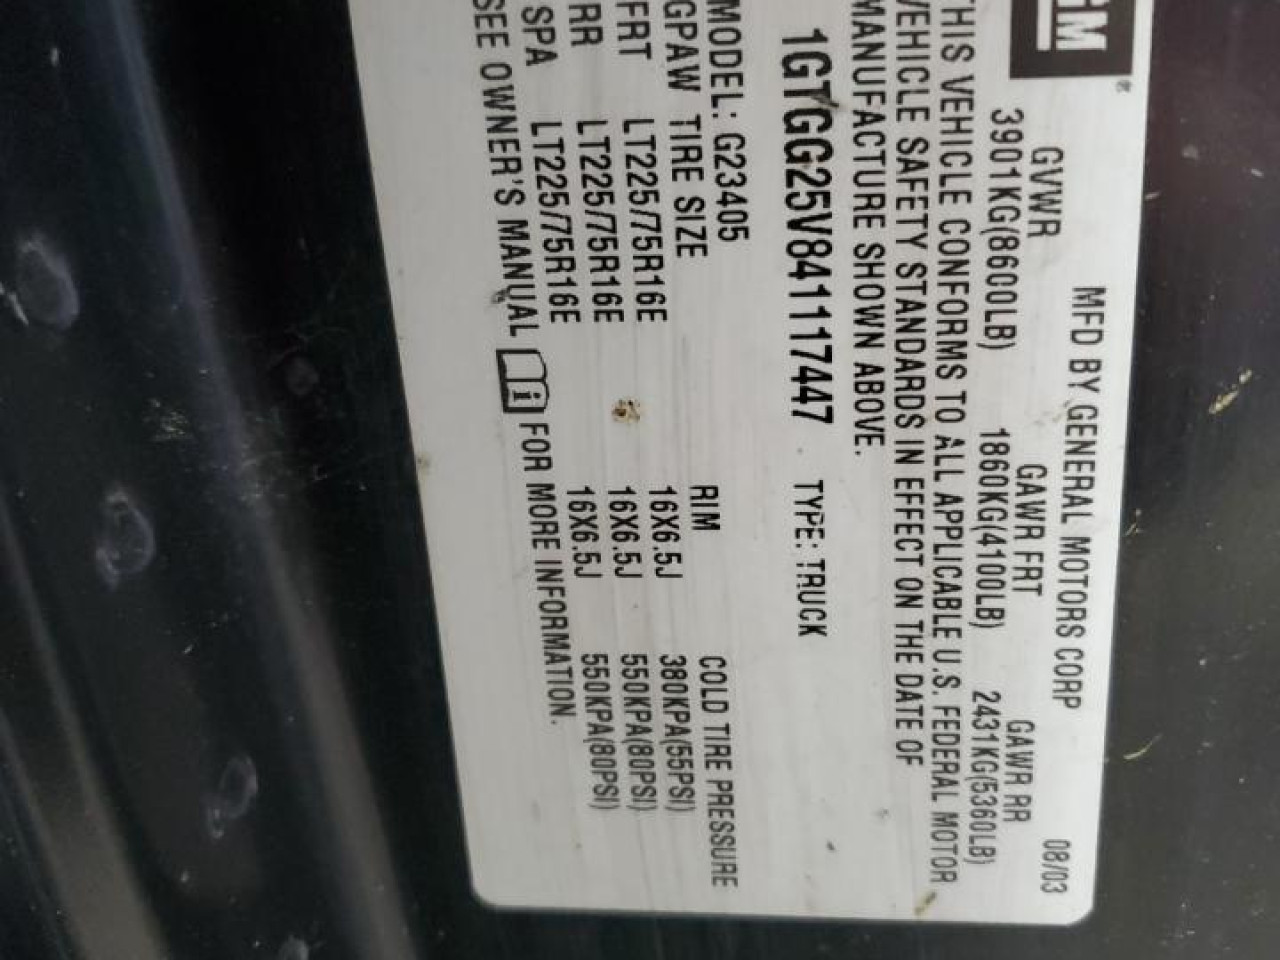 GM®
MFD BY GENERAL MOTORS CORP 08/03
GVWR GAWR FRT GAWR RR
3901KG(8600LB) 1860KG(4100LB) 2431KG(5360LB)
THIS VEHICLE CONFORMS TO ALL APPLICABLE U.S. FEDERAL MOTOR
VEHICLE SAFETY STANDARDS IN EFFECT ON THE DATE OF
MANUFACTURE SHOWN ABOVE.
1GTGG25V841117447 TYPE: TRUCK
MODEL: G23405
GPAW TIRE SIZE RIM COLD TIRE PRESSURE
FRT LT225/75R16E 16X6.5J 380KPA(55PSI)
RR LT225/75R16E 16X6.5J 550KPA(80PSI)
SPA LT225/75R16E 16X6.5J 550KPA(80PSI)
SEE OWNER'S MANUAL i FOR MORE INFORMATION.